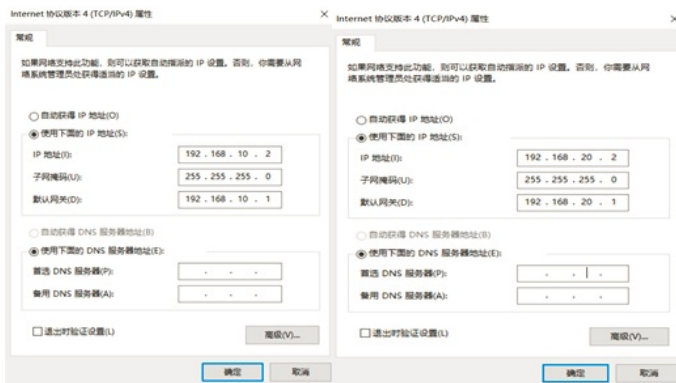 Internet 协议版本 4 (TCP/IPv4) 属性
常规
如果网络支持此功能，则可以获取自动指派的 IP 设置。否则，你需要从网
络系统管理员处获得适当的 IP 设置。
自动获得 IP 地址(O)
使用下面的 IP 地址(S):
IP 地址(I): 192 . 168 . 10 . 2
子网掩码(U): 255 . 255 . 255 . 0
默认网关(D): 192 . 168 . 10 . 1
自动获得 DNS 服务器地址(B)
使用下面的 DNS 服务器地址(E):
首选 DNS 服务器(P): . . .
备用 DNS 服务器(A): . . .
退出时验证设置(L)
高级(V)...
确定 取消
Internet 协议版本 4 (TCP/IPv4) 属性
常规
如果网络支持此功能，则可以获取自动指派的 IP 设置。否则，你需要从网
络系统管理员处获得适当的 IP 设置。
自动获得 IP 地址(O)
使用下面的 IP 地址(S):
IP 地址(I): 192 . 168 . 20 . 2
子网掩码(U): 255 . 255 . 255 . 0
默认网关(D): 192 . 168 . 20 . 1
自动获得 DNS 服务器地址(B)
使用下面的 DNS 服务器地址(E):
首选 DNS 服务器(P): . . .
备用 DNS 服务器(A): . . .
退出时验证设置(L)
高级(V)...
确定 取消